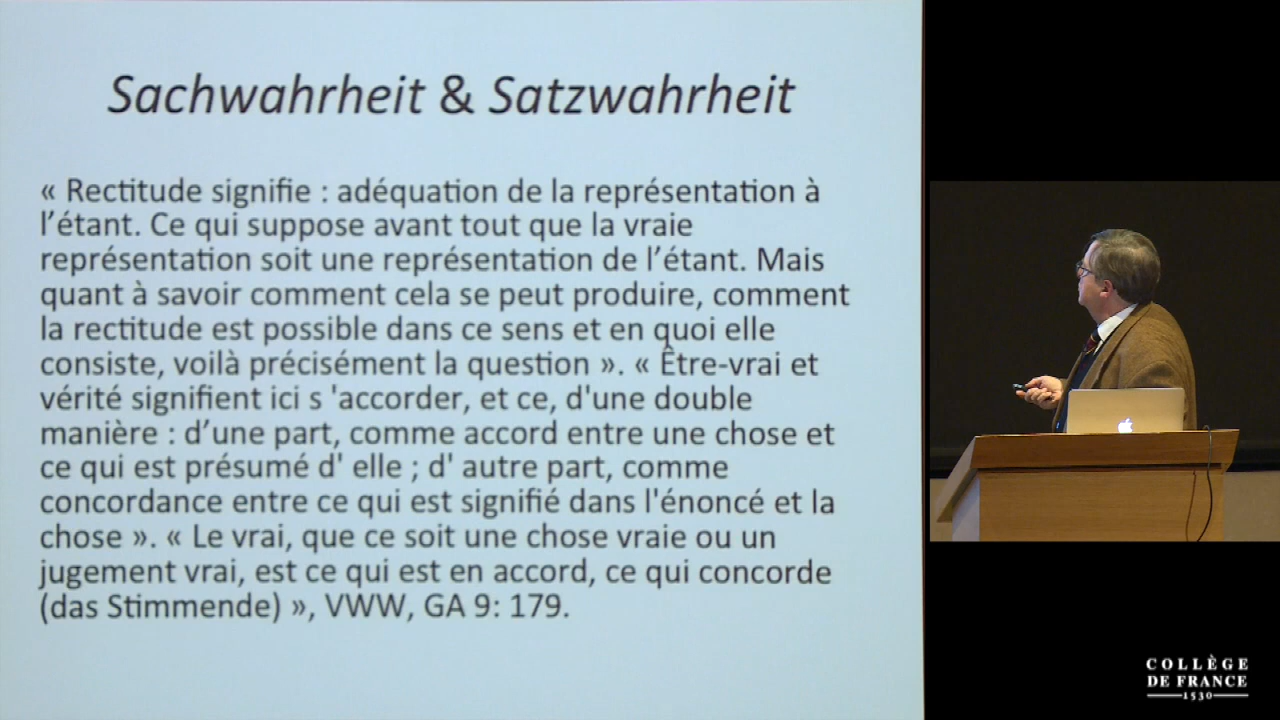 Sachwahrheit & Satzwahrheit
« Rectitude signifie : adéquation de la représentation à
l’étant. Ce qui suppose avant tout que la vraie
représentation soit une représentation de l’étant. Mais
quant à savoir comment cela se peut produire, comment
la rectitude est possible dans ce sens et en quoi elle
consiste, voilà précisément la question ». « Être-vrai et
vérité signifient ici s 'accorder, et ce, d'une double
manière : d’une part, comme accord entre une chose et
ce qui est présumé d' elle ; d' autre part, comme
concordance entre ce qui est signifié dans l'énoncé et la
chose ». « Le vrai, que ce soit une chose vraie ou un
jugement vrai, est ce qui est en accord, ce qui concorde
(das Stimmende) », VWW, GA 9: 179.
COLLÈGE
DE FRANCE
1530